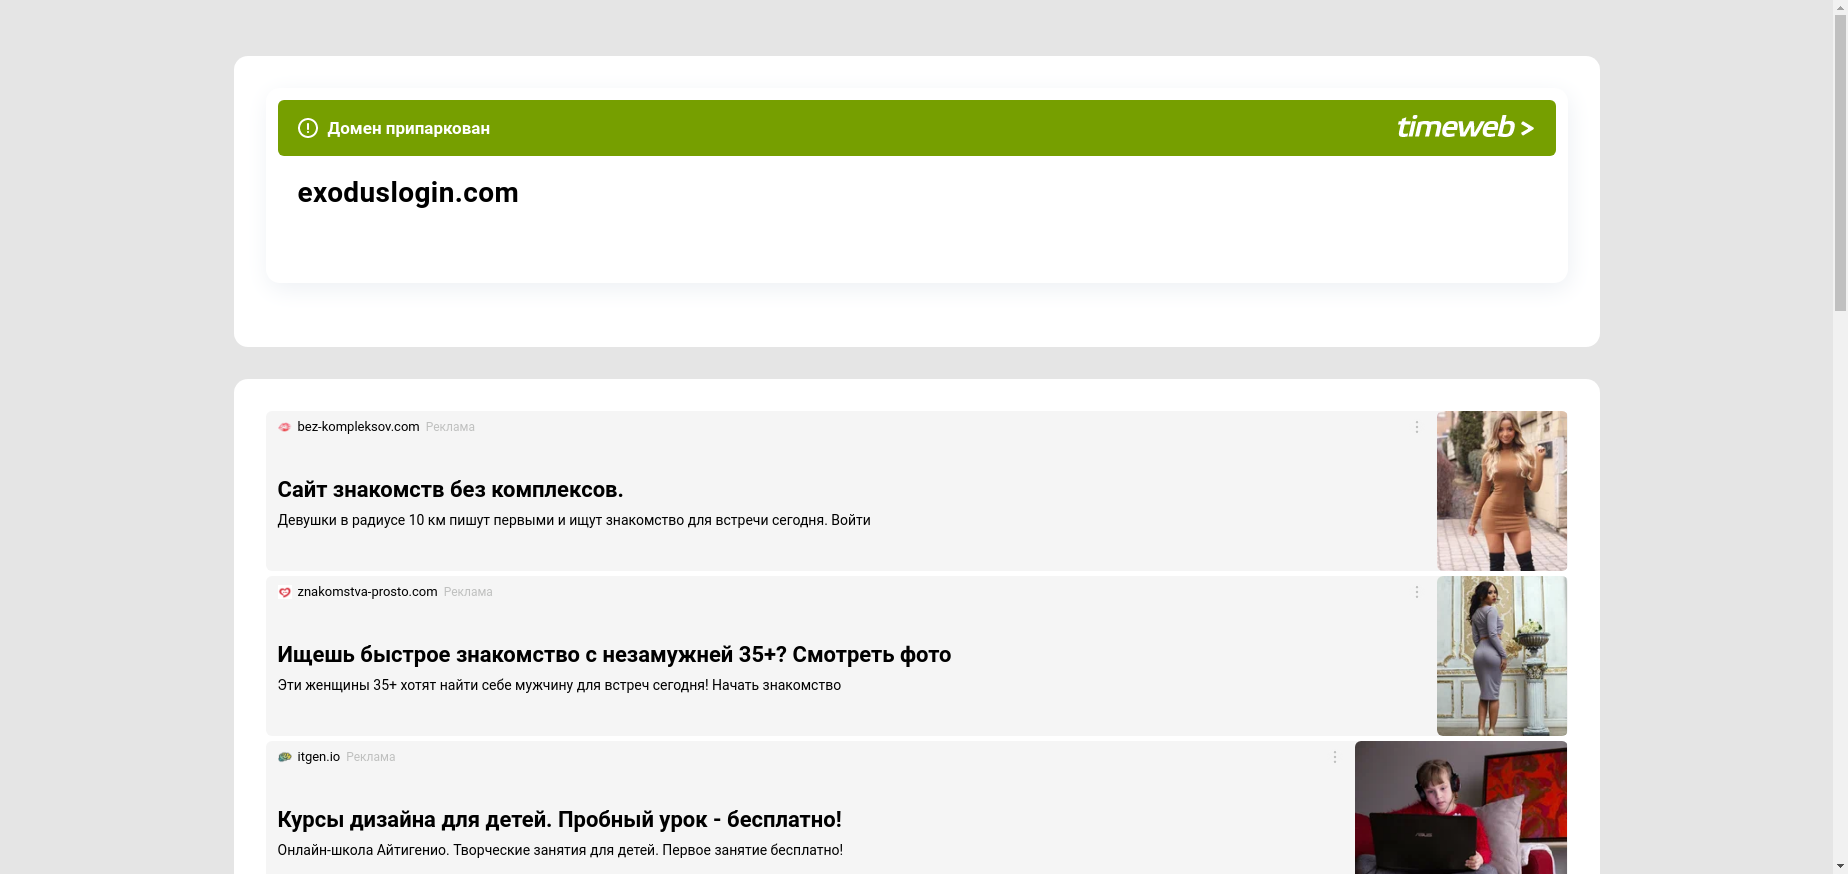 Домен припаркован
timeweb >
exoduslogin.com
bez-kompleksov.com Реклама
Сайт знакомств без комплексов.
Девушки в радиусе 10 км пишут первыми и ищут знакомство для встречи сегодня. Войти
znakomstva-prosto.com Реклама
Ищешь быстрое знакомство с незамужней 35+? Смотреть фото
Эти женщины 35+ хотят найти себе мужчину для встреч сегодня! Начать знакомство
itgen.io Реклама
Курсы дизайна для детей. Пробный урок - бесплатно!
Онлайн-школа Айтигенио. Творческие занятия для детей. Первое занятие бесплатно!
ASUS